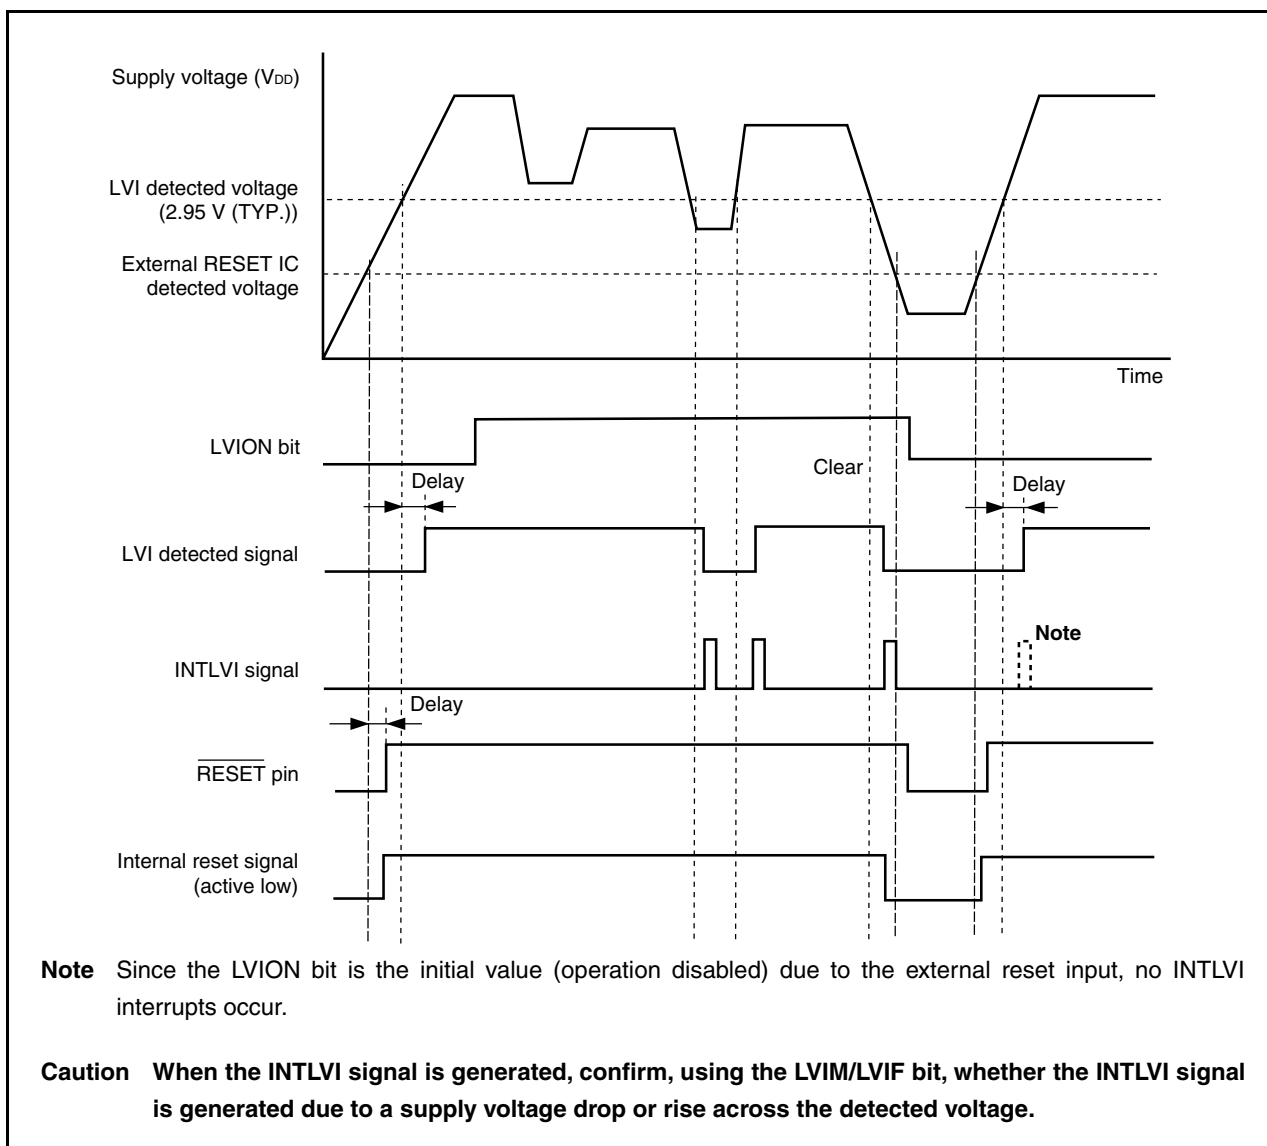 Supply voltage (VDD)
LVI detected voltage
(2.95 V (TYP.))
External RESET IC
detected voltage
Time
LVION bit
Clear
Delay
Delay
LVI detected signal
Note
INTLVI signal
Delay
RESET pin
Internal reset signal
(active low)
Note Since the LVION bit is the initial value (operation disabled) due to the external reset input, no INTLVI
interrupts occur.
Caution When the INTLVI signal is generated, confirm, using the LVIM/LVIF bit, whether the INTLVI signal
is generated due to a supply voltage drop or rise across the detected voltage.